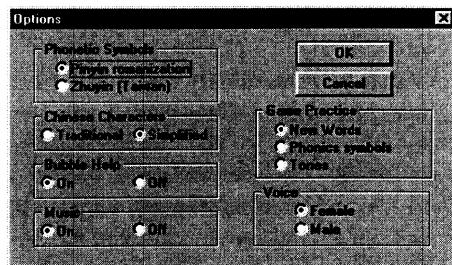 Options
Phonetic Symbols
Pinyin romanization
Zhuyin (Taiwan)
Chinese Characters
Traditional Simplified
Bubble Help
On Off
Music
On Off
OK
Cancel
Game Practice
New Words
Phonics symbols
Tones
Voice
Female
Male